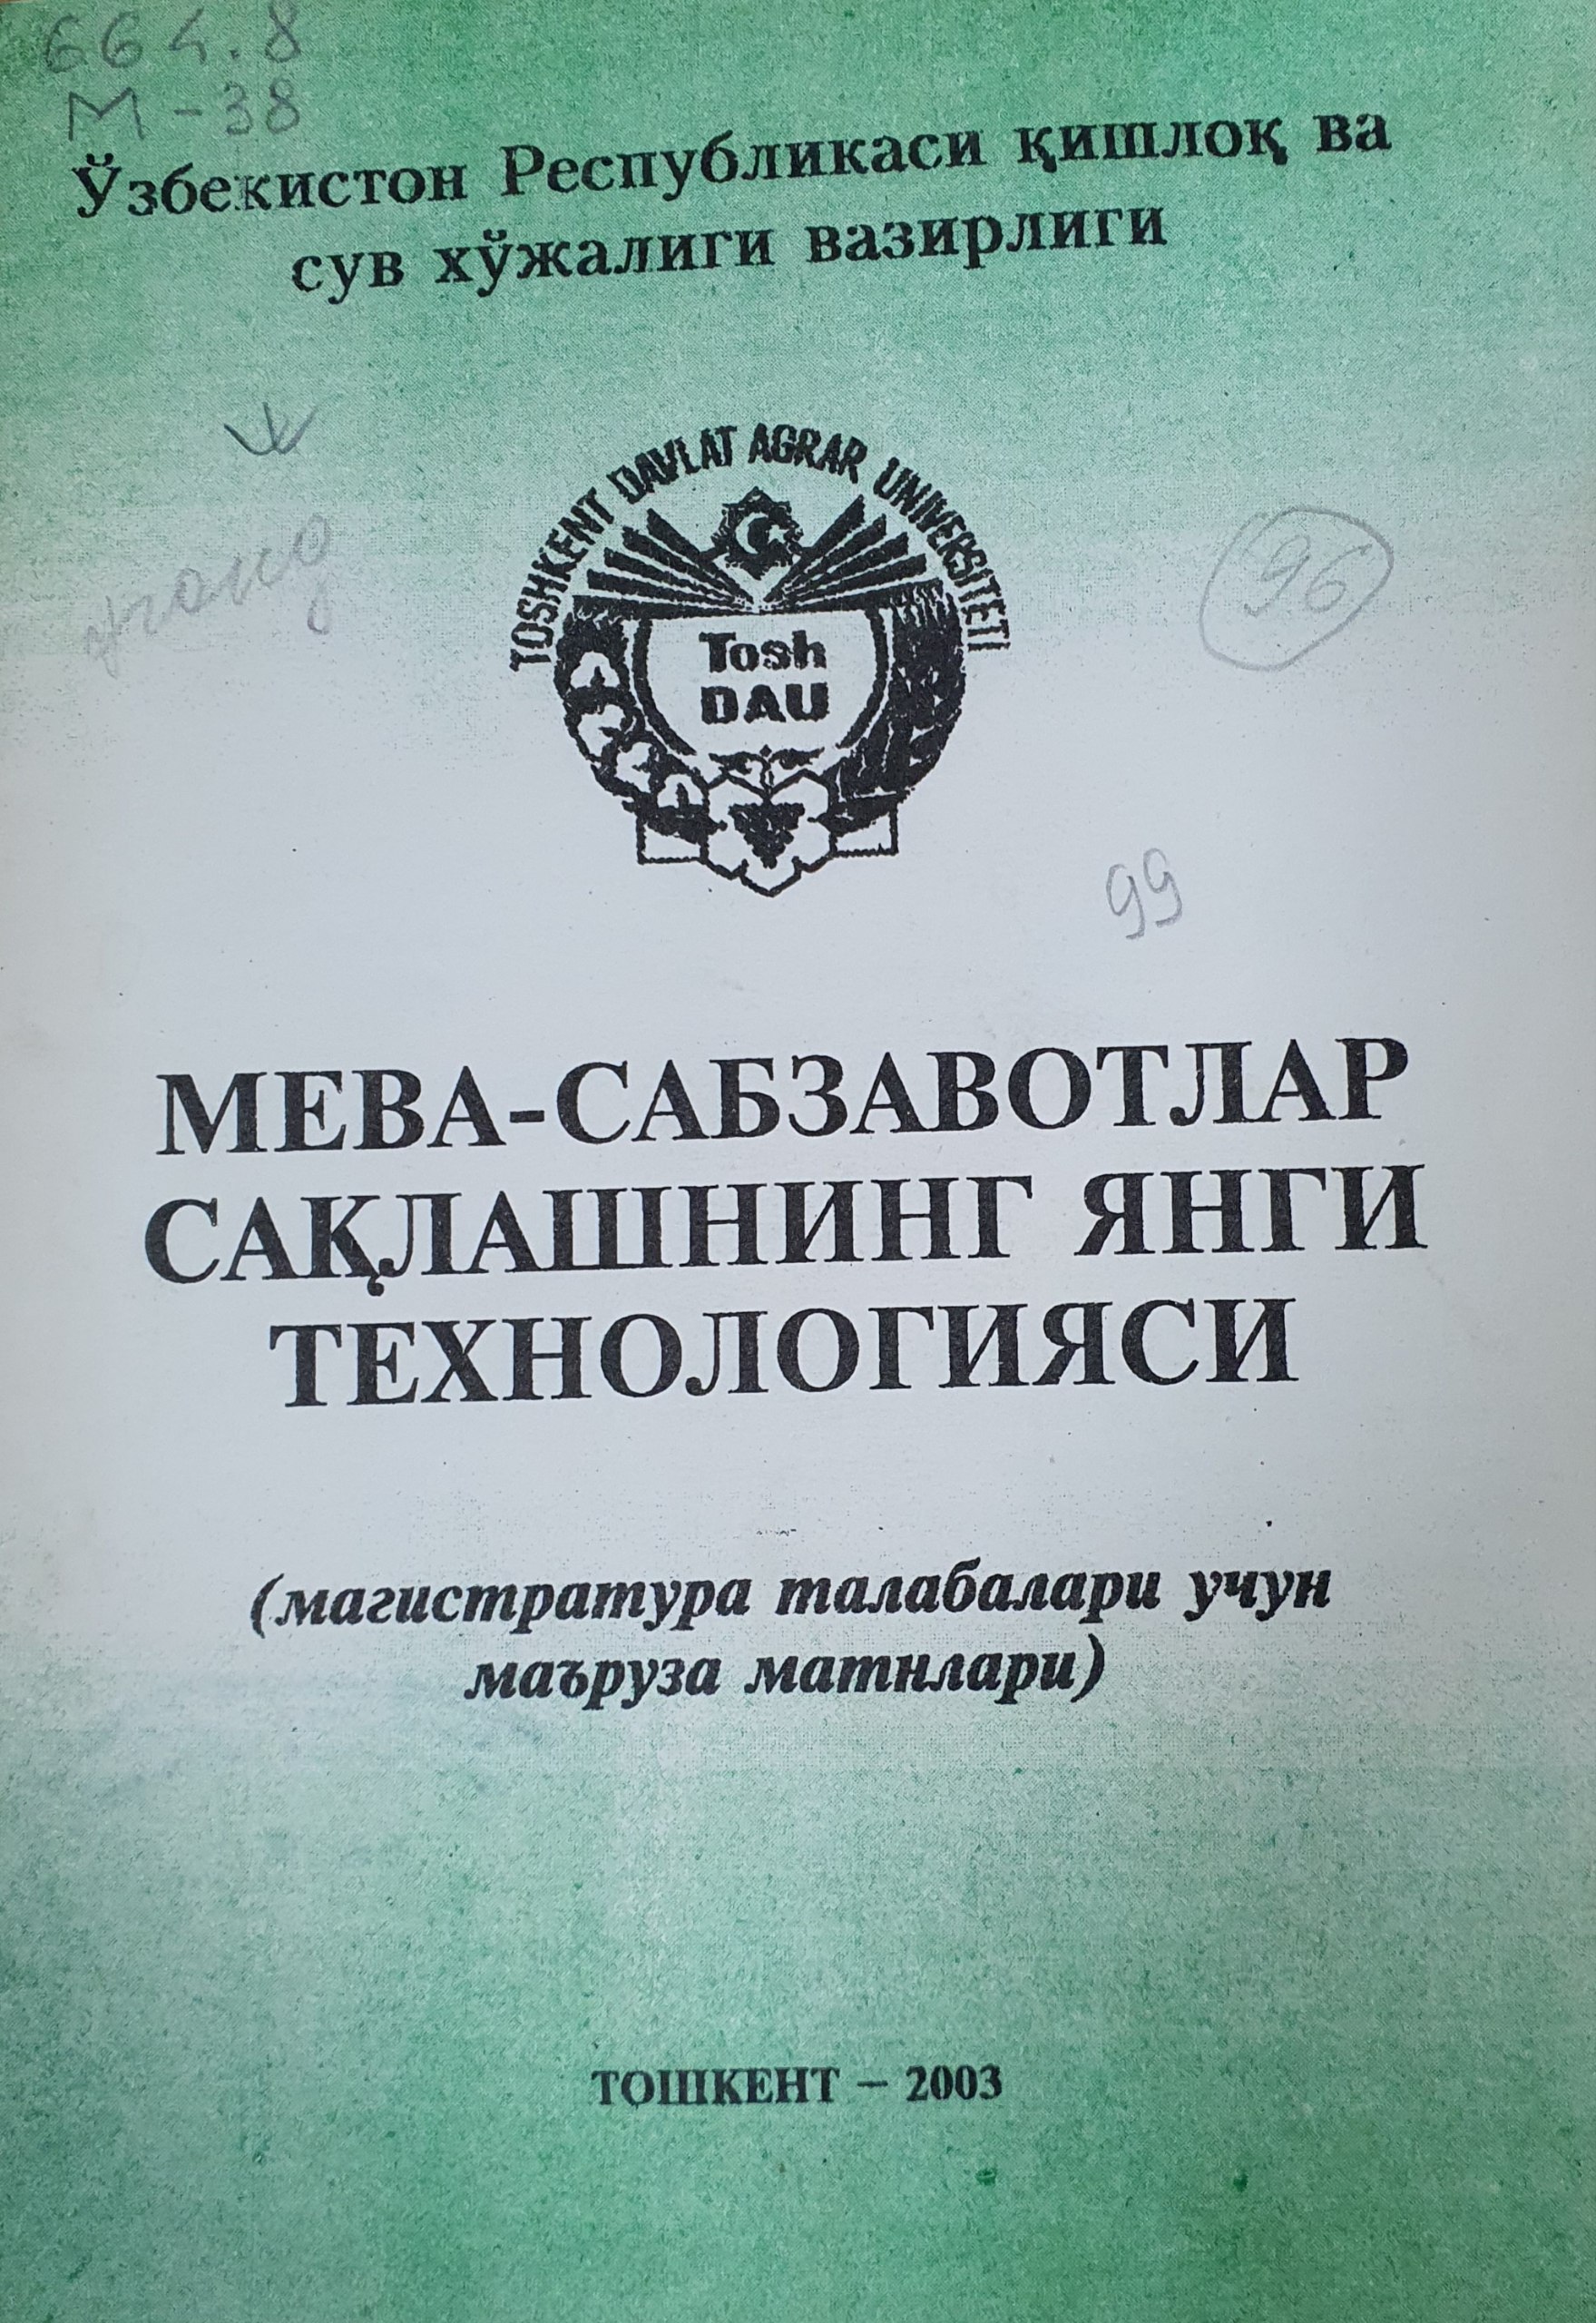 664.8
М-38
Ўзбекистон Республикаси қишлоқ ва
сув хўжалиги вазирлиги
TOSHKENT DAVLAT AGRAR UNIVERSITETI
Tosh
DAU
96
99
МЕВА-САБЗАВОТЛАР
САҚЛАШНИНГ ЯНГИ
ТЕХНОЛОГИЯСИ
(магистратура талабалари учун
маъруза матнлари)
ТОШКЕНТ – 2003